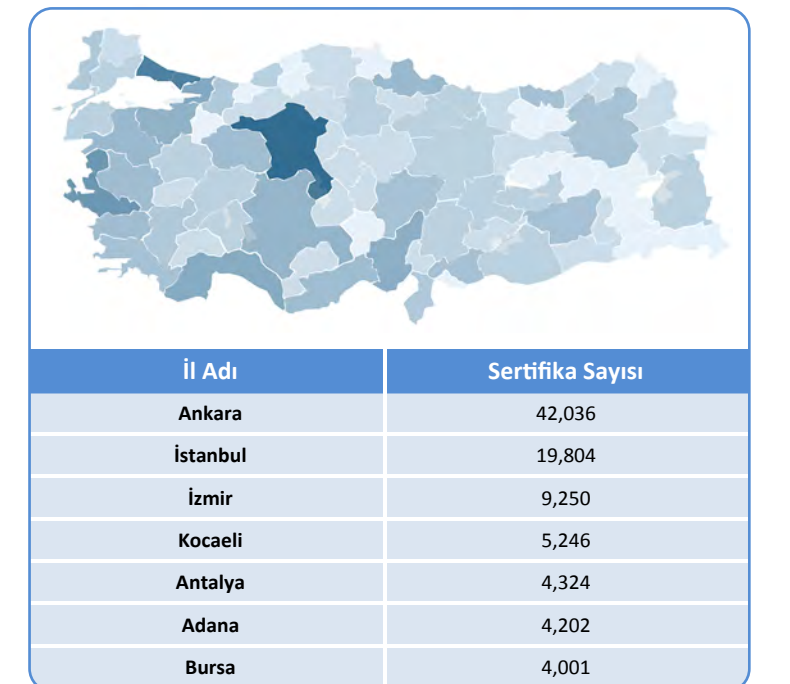 İl Adı Sertifika Sayısı
Ankara 42,036
İstanbul 19,804
İzmir 9,250
Kocaeli 5,246
Antalya 4,324
Adana 4,202
Bursa 4,001